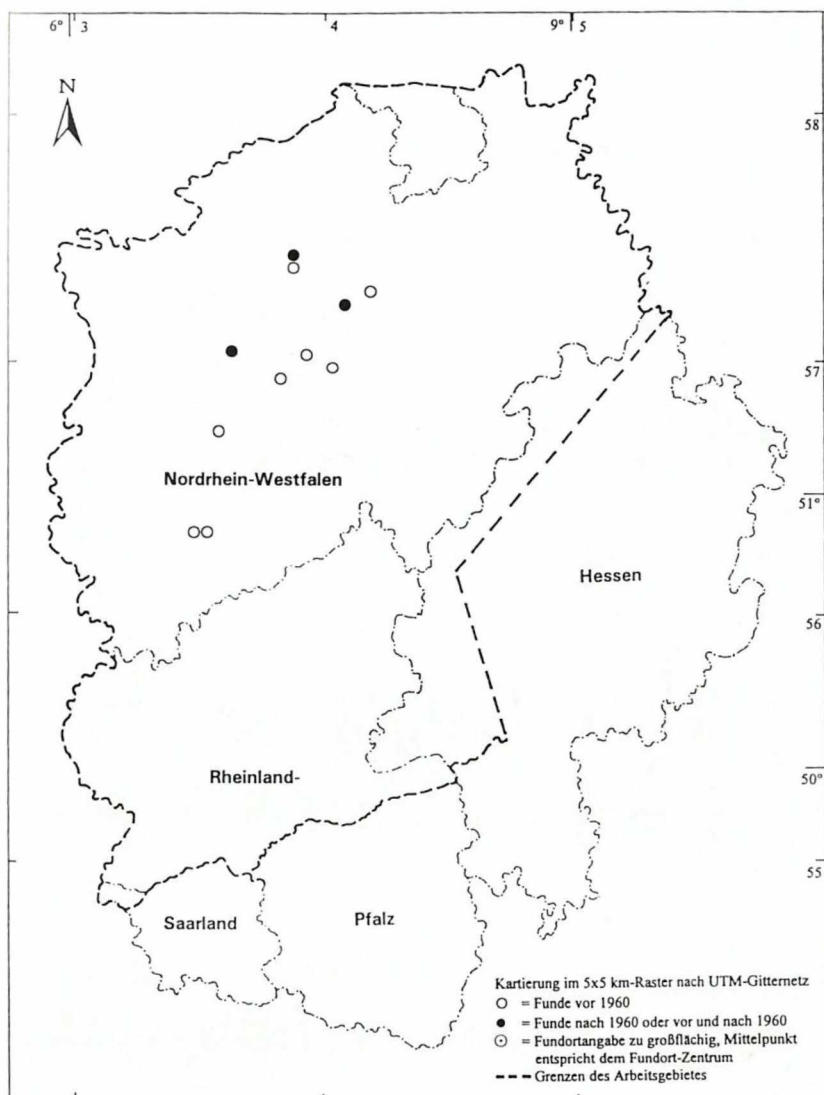 6° 3 4 9° 5
N
58
57
Nordrhein-Westfalen
51°
Hessen
56
Rheinland-
50°
55
Saarland
Pfalz
Kartierung im 5x5 km-Raster nach UTM-Gitternetz
= Funde vor 1960
= Funde nach 1960 oder vor und nach 1960
= Fundortangabe zu großflächig, Mittelpunkt
entspricht dem Fundort-Zentrum
Grenzen des Arbeitsgebietes